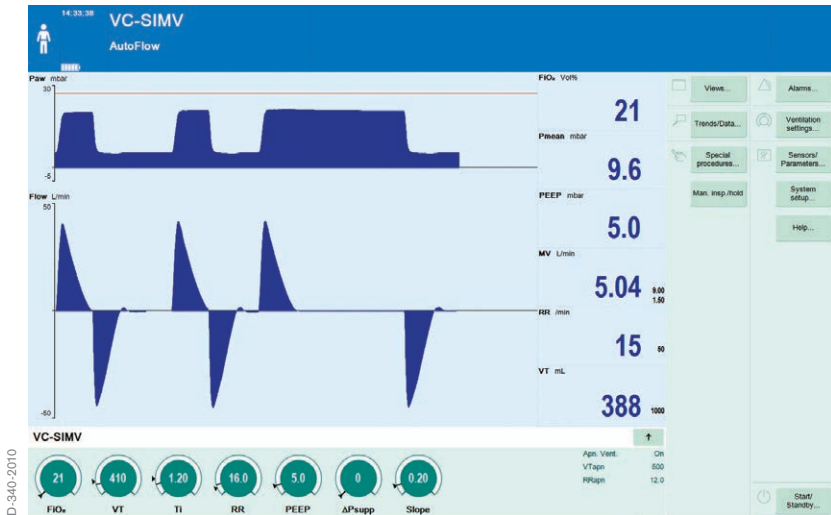 14:33:38
VC-SIMV
AutoFlow
Paw mbar
30
-5
Flow L/min
50
-50
FiO₂ Vol%
21
Pmean mbar
9.6
PEEP mbar
5.0
MV L/min
5.04
9.00
1.50
RR /min
15
50
VT mL
388
1000
Views...
Alarms...
Trends/Data...
Ventilation
settings...
Special
procedures...
Sensors/
Parameters...
Man. insp./hold
System
setup...
Help...
VC-SIMV
Apn. Vent. On
VTapn 500
RRapn 12.0
21
410
1.20
16.0
5.0
0
0.20
FiO₂
VT
Ti
RR
PEEP
ΔPsupp
Slope
Start/
Standby...
D-340-2010